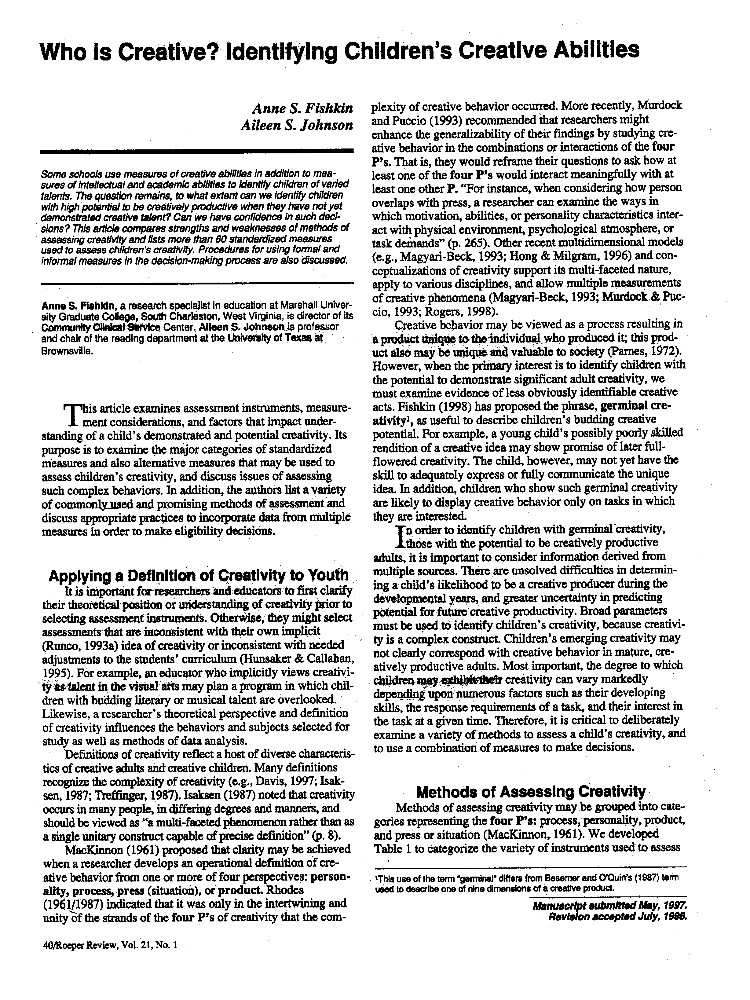 Who is Creative? Identifying Children's Creative Abilities
Anne S. Fishkin
Aileen S. Johnson
Some schools use measures of creative abilities in addition to mea-
sures of intellectual and academic abilities to identify children of varied
talents. The question remains, to what extent can we identify children
with high potential to be creatively productive when they have not yet
demonstrated creative talent? Can we have confidence in such deci-
sions? This article compares strengths and weaknesses of methods of
assessing creativity and lists more than 60 standardized measures
used to assess children's creativity. Procedures for using formal and
informal measures in the decision-making process are also discussed.
Anne S. Fishkin, a research specialist in education at Marshall Univer-
sity Graduate College, South Charleston, West Virginia, is director of its
Community Clinical Service Center. Aileen S. Johnson is professor
and chair of the reading department at the University of Texas at
Brownsville.
This article examines assessment instruments, measure-
ment considerations, and factors that impact under-
standing of a child's demonstrated and potential creativity. Its
purpose is to examine the major categories of standardized
measures and also alternative measures that may be used to
assess children's creativity, and discuss issues of assessing
such complex behaviors. In addition, the authors list a variety
of commonly used and promising methods of assessment and
discuss appropriate practices to incorporate data from multiple
measures in order to make eligibility decisions.
Applying a Definition of Creativity to Youth
It is important for researchers and educators to first clarify
their theoretical position or understanding of creativity prior to
selecting assessment instruments. Otherwise, they might select
assessments that are inconsistent with their own implicit
(Runco, 1993a) idea of creativity or inconsistent with needed
adjustments to the students' curriculum (Hunsaker & Callahan,
1995). For example, an educator who implicitly views creativi-
ty as talent in the visual arts may plan a program in which chil-
dren with budding literary or musical talent are overlooked.
Likewise, a researcher's theoretical perspective and definition
of creativity influences the behaviors and subjects selected for
study as well as methods of data analysis.
Definitions of creativity reflect a host of diverse characteris-
tics of creative adults and creative children. Many definitions
recognize the complexity of creativity (e.g., Davis, 1997; Isak-
sen, 1987; Treffinger, 1987). Isaksen (1987) noted that creativity
occurs in many people, in differing degrees and manners, and
should be viewed as "a multi-faceted phenomenon rather than as
a single unitary construct capable of precise definition" (p. 8).
MacKinnon (1961) proposed that clarity may be achieved
when a researcher develops an operational definition of cre-
ative behavior from one or more of four perspectives: person-
ality, process, press (situation), or product. Rhodes
(1961/1987) indicated that it was only in the intertwining and
unity of the strands of the four P's of creativity that the com-
plexity of creative behavior occurred. More recently, Murdock
and Puccio (1993) recommended that researchers might
enhance the generalizability of their findings by studying cre-
ative behavior in the combinations or interactions of the four
P's. That is, they would reframe their questions to ask how at
least one of the four P's would interact meaningfully with at
least one other P. "For instance, when considering how person
overlaps with press, a researcher can examine the ways in
which motivation, abilities, or personality characteristics inter-
act with physical environment, psychological atmosphere, or
task demands" (p. 265). Other recent multidimensional models
(e.g., Magyari-Beck, 1993; Hong & Milgram, 1996) and con-
ceptualizations of creativity support its multi-faceted nature,
apply to various disciplines, and allow multiple measurements
of creative phenomena (Magyari-Beck, 1993; Murdock & Puc-
cio, 1993; Rogers, 1998).
Creative behavior may be viewed as a process resulting in
a product unique to the individual who produced it; this prod-
uct also may be unique and valuable to society (Parnes, 1972).
However, when the primary interest is to identify children with
the potential to demonstrate significant adult creativity, we
must examine evidence of less obviously identifiable creative
acts. Fishkin (1998) has proposed the phrase, germinal cre-
ativity¹, as useful to describe children's budding creative
potential. For example, a young child's possibly poorly skilled
rendition of a creative idea may show promise of later full-
flowered creativity. The child, however, may not yet have the
skill to adequately express or fully communicate the unique
idea. In addition, children who show such germinal creativity
are likely to display creative behavior only on tasks in which
they are interested.
In order to identify children with germinal creativity,
those with the potential to be creatively productive
adults, it is important to consider information derived from
multiple sources. There are unsolved difficulties in determin-
ing a child's likelihood to be a creative producer during the
developmental years, and greater uncertainty in predicting
potential for future creative productivity. Broad parameters
must be used to identify children's creativity, because creativi-
ty is a complex construct. Children's emerging creativity may
not clearly correspond with creative behavior in mature, cre-
atively productive adults. Most important, the degree to which
children may exhibit their creativity can vary markedly
depending upon numerous factors such as their developing
skills, the response requirements of a task, and their interest in
the task at a given time. Therefore, it is critical to deliberately
examine a variety of methods to assess a child's creativity, and
to use a combination of measures to make decisions.
Methods of Assessing Creativity
Methods of assessing creativity may be grouped into cate-
gories representing the four P's: process, personality, product,
and press or situation (MacKinnon, 1961). We developed
Table 1 to categorize the variety of instruments used to assess
¹This use of the term "germinal" differs from Besemer and O'Quin's (1987) term
used to describe one of nine dimensions of a creative product.
Manuscript submitted May, 1997.
Revision accepted July, 1998.
40/Roeper Review, Vol. 21, No. 1